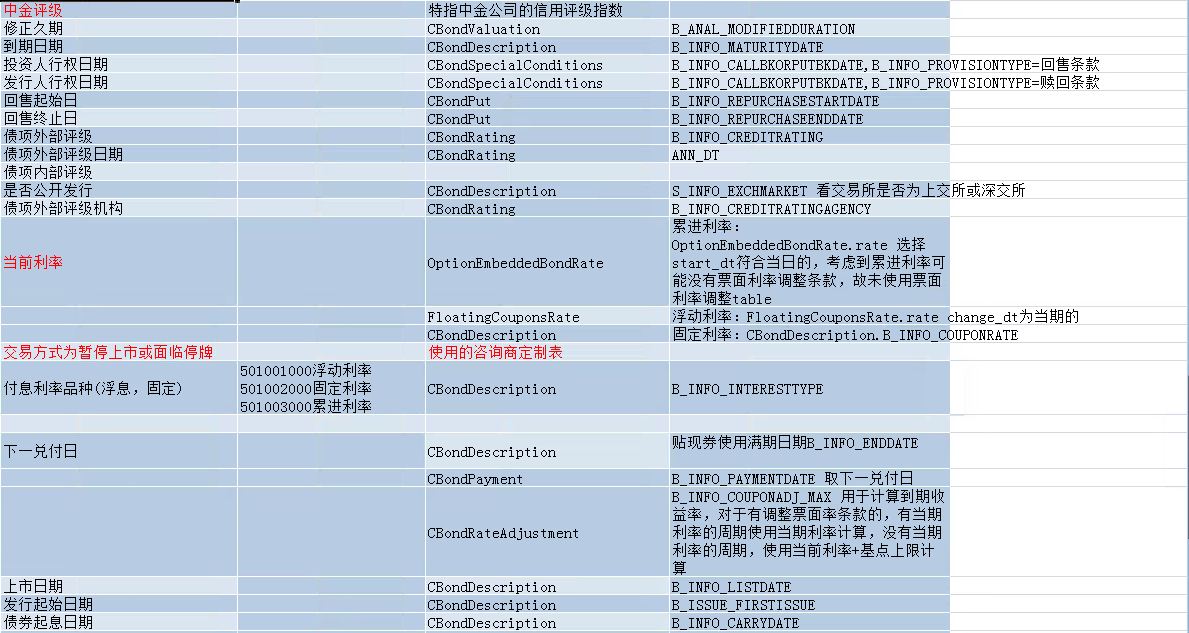 中金评级 特指中金公司的信用评级指数
修正久期 CBondValuation B_ANAL_MODIFIEDDURATION
到期日期 CBondDescription B_INFO_MATURITYDATE
投资人行权日期 CBondSpecialConditions B_INFO_CALLBKORPUTBKDATE,B_INFO_PROVISIONTYPE=回售条款
发行人行权日期 CBondSpecialConditions B_INFO_CALLBKORPUTBKDATE,B_INFO_PROVISIONTYPE=赎回条款
回售起始日 CBondPut B_INFO_REPURCHASESTARTDATE
回售终止日 CBondPut B_INFO_REPURCHASEENDDATE
债项外部评级 CBondRating B_INFO_CREDITRATING
债项外部评级日期 CBondRating ANN_DT
债项内部评级
是否公开发行 CBondDescription S_INFO_EXCHMARKET 看交易所是否为上交所或深交所
债项外部评级机构 CBondRating B_INFO_CREDITRATINGAGENCY
当前利率 OptionEmbeddedBondRate 累进利率：
OptionEmbeddedBondRate.rate 选择
start_dt符合当日的，考虑到累进利率可
能没有票面利率调整条款，故未使用票面
利率调整table
FloatingCouponsRate 浮动利率：FloatingCouponsRate.rate change_dt为当期的
CBondDescription 固定利率：CBondDescription.B_INFO_COUPONRATE
交易方式为暂停上市或面临停牌 使用的咨询商定制表
付息利率品种(浮息，固定) 501001000浮动利率
501002000固定利率
501003000累进利率 CBondDescription B_INFO_INTERESTTYPE
下一兑付日 CBondDescription 贴现券使用满期日期B_INFO_ENDDATE
CBondPayment B_INFO_PAYMENTDATE 取下一兑付日
CBondRateAdjustment B_INFO_COUPONADJ_MAX 用于计算到期收
益率，对于有调整票面率条款的，有当期
利率的周期使用当期利率计算，没有当期
利率的周期，使用当前利率+基点上限计
算
上市日期 CBondDescription B_INFO_LISTDATE
发行起始日期 CBondDescription B_ISSUE_FIRSTISSUE
债券起息日期 CBondDescription B_INFO_CARRYDATE